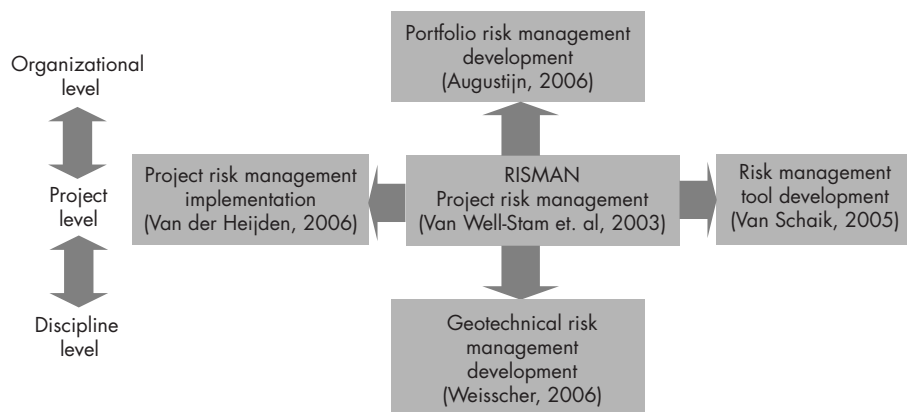 Portfolio risk management
development
(Augustijn, 2006)
Organizational
level
Project risk management
implementation
(Van der Heijden, 2006)
Project
level
RISMAN
Project risk management
(Van Well-Stam et. al, 2003)
Risk management
tool development
(Van Schaik, 2005)
Discipline
level
Geotechnical risk
management
development
(Weisscher, 2006)